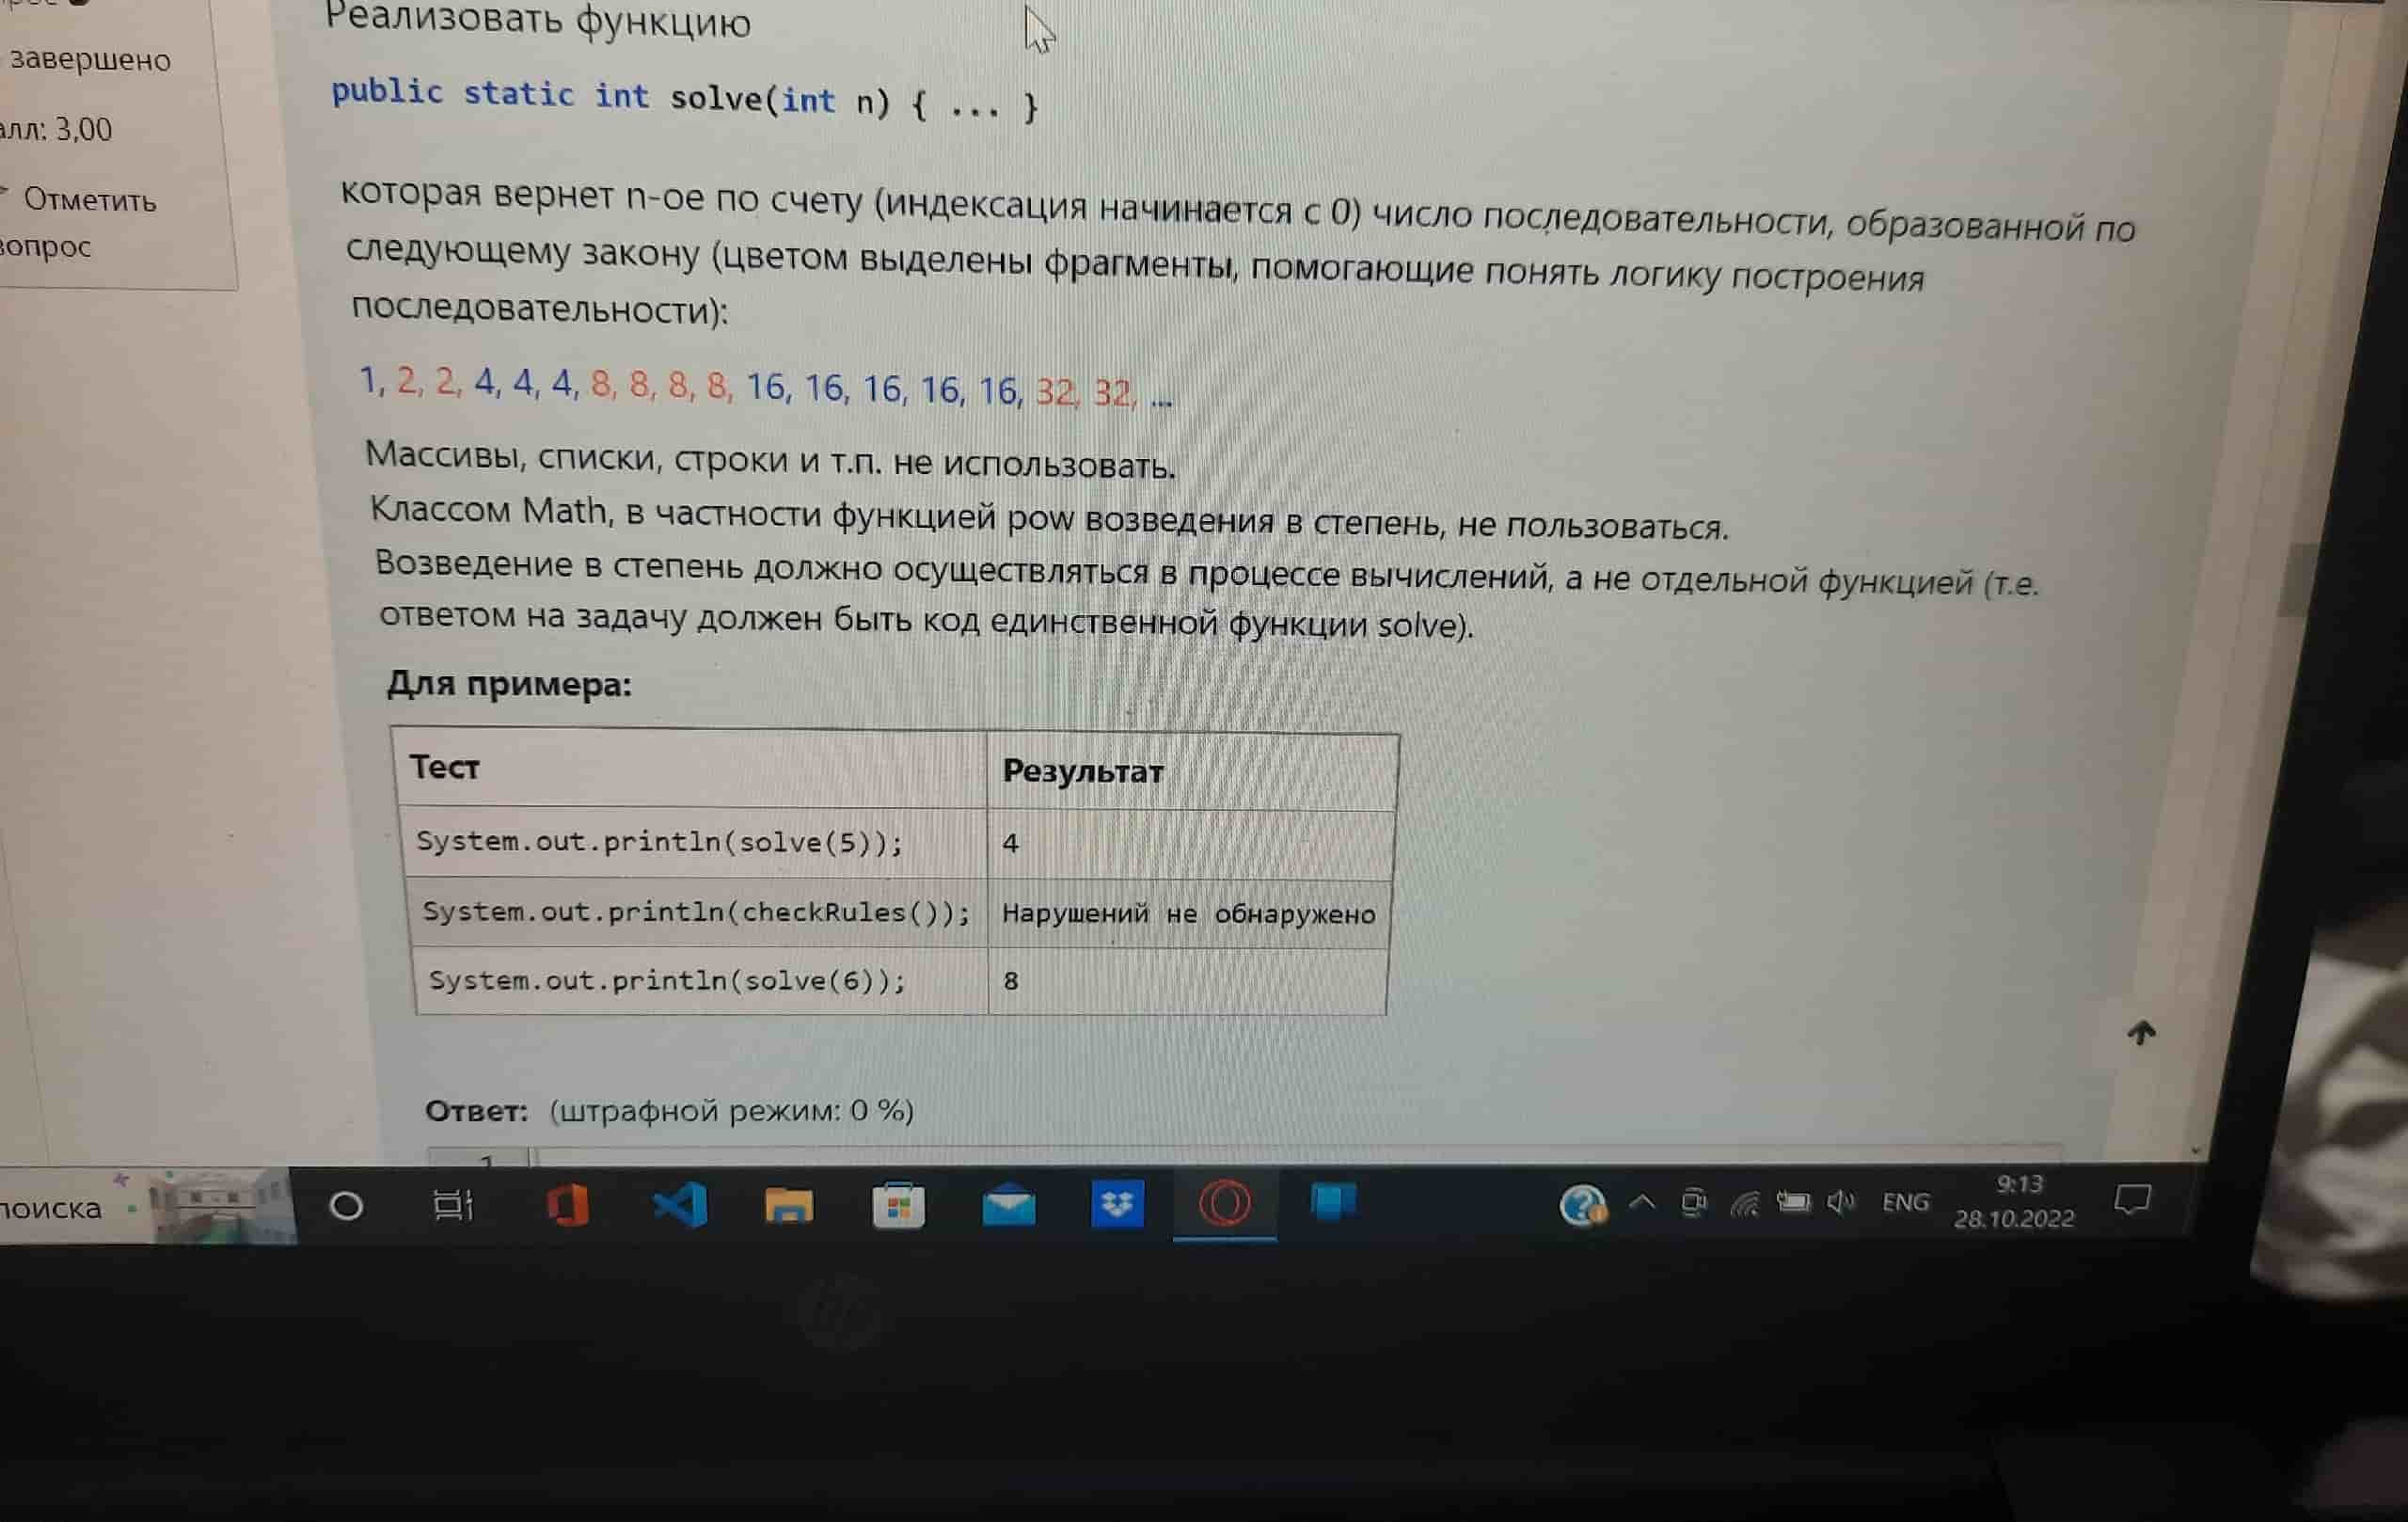 Реализовать функцию
завершено
public static int solve(int n) { ... }
3,00
Отметить
которая вернет n-ое по счету (индексация начинается с 0) число последовательности, образованной по
следующему закону (цветом выделены фрагменты, помогающие понять логику построения
последовательности):
1, 2, 2, 4, 4, 4, 8, 8, 8, 8, 16, 16, 16, 16, 16, 32, 32, ...
Массивы, списки, строки и т.п. не использовать.
Классом Math, в частности функцией pow возведения в степень, не пользоваться.
Возведение в степень должно осуществляться в процессе вычислений, а не отдельной функцией (т.е.
ответом на задачу должен быть код единственной функции solve).
Для примера:
Тест Результат
System.out.println(solve(5)); 4
System.out.println(checkRules()); Нарушений не обнаружено
System.out.println(solve(6)); 8
Ответ: (штрафной режим: 0 %)
1
поиска
ENG
9:13
28.10.2022
hp